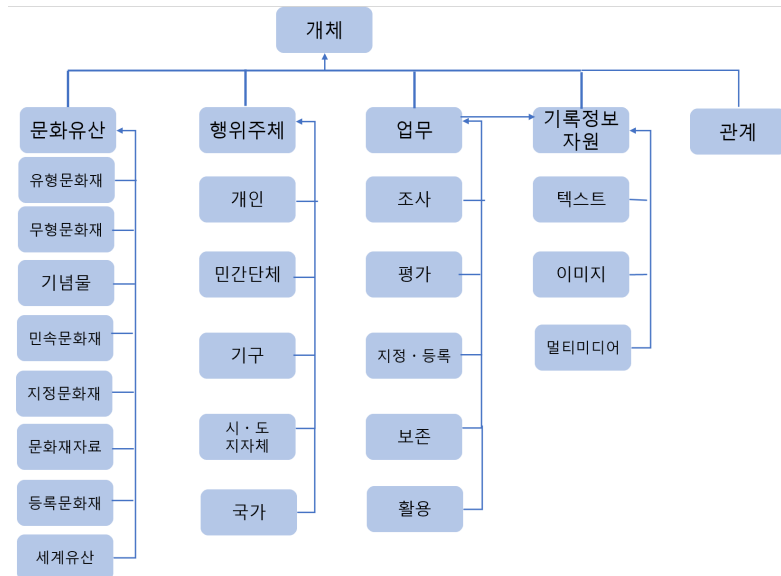 개체
문화유산
유형문화재
무형문화재
기념물
민속문화재
지정문화재
문화재자료
등록문화재
세계유산
행위주체
개인
민간단체
기구
시·도
지자체
국가
업무
조사
평가
지정·등록
보존
활용
기록정보
자원
텍스트
이미지
멀티미디어
관계